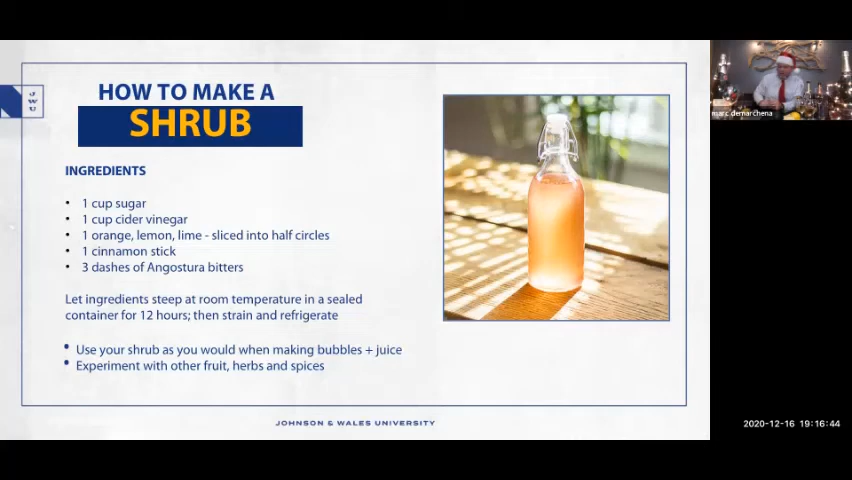 HOW TO MAKE A
SHRUB
J
W
U
INGREDIENTS
• 1 cup sugar
• 1 cup cider vinegar
• 1 orange, lemon, lime - sliced into half circles
• 1 cinnamon stick
• 3 dashes of Angostura bitters
Let ingredients steep at room temperature in a sealed
container for 12 hours; then strain and refrigerate
• Use your shrub as you would when making bubbles + juice
• Experiment with other fruit, herbs and spices
JOHNSON & WALES UNIVERSITY
marc demarchena
2020-12-16 19:16:44